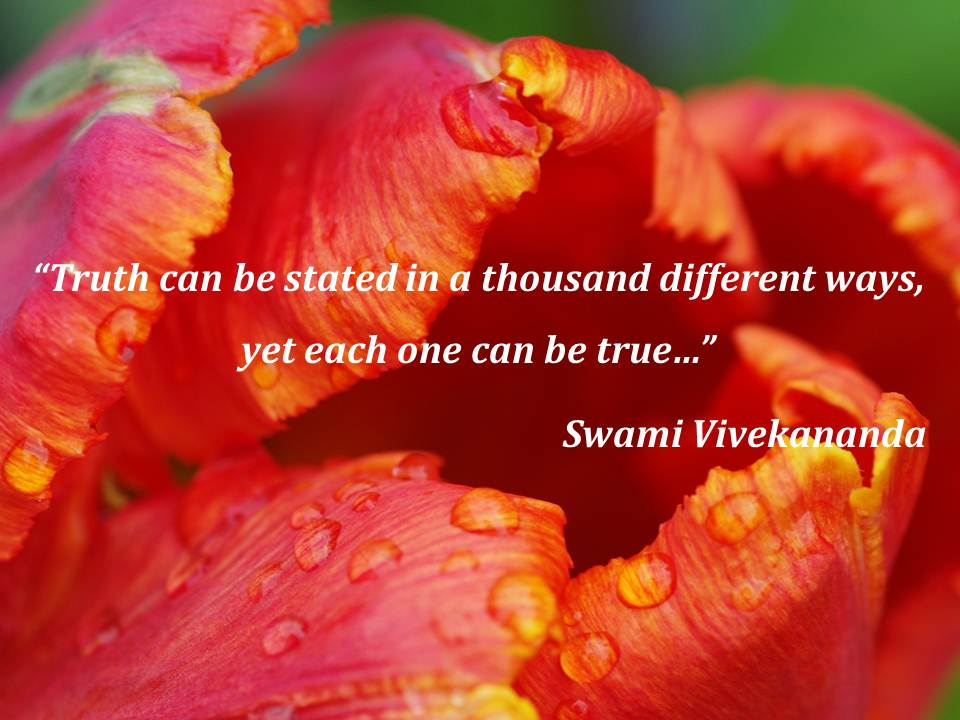 “Truth can be stated in a thousand different ways,
yet each one can be true…”
Swami Vivekananda